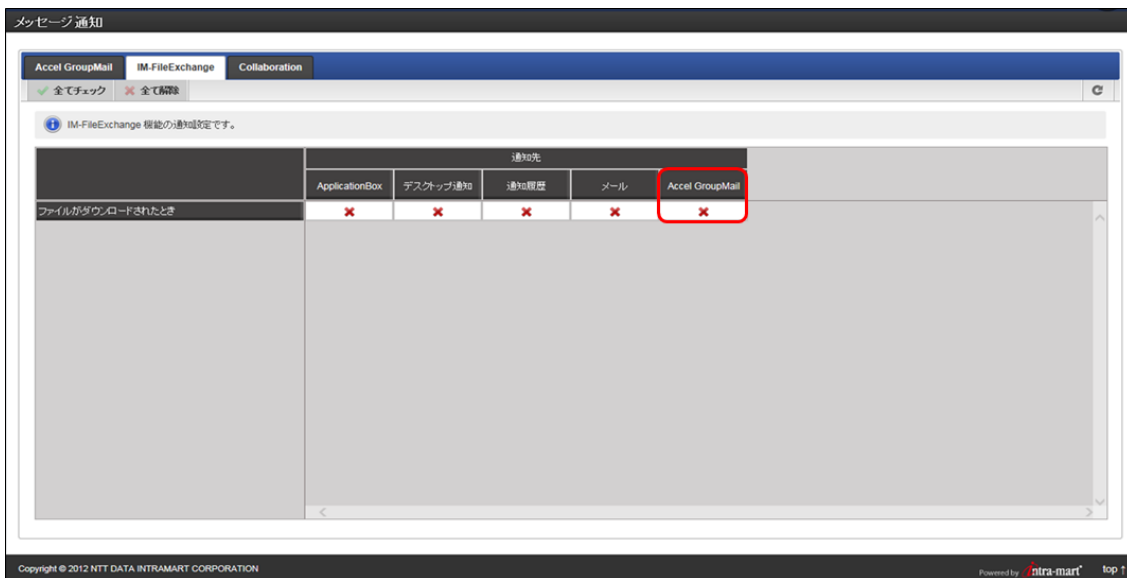 メッセージ通知
Accel GroupMail IM-FileExchange Collaboration
全てチェック 全て解除
IM-FileExchange 機能の通知設定です。
通知先
ApplicationBox デスクトップ通知 通知履歴 メール Accel GroupMail
ファイルがダウンロードされたとき
Copyright © 2012 NTT DATA INTRAMART CORPORATION
Powered by intra-mart top ↑